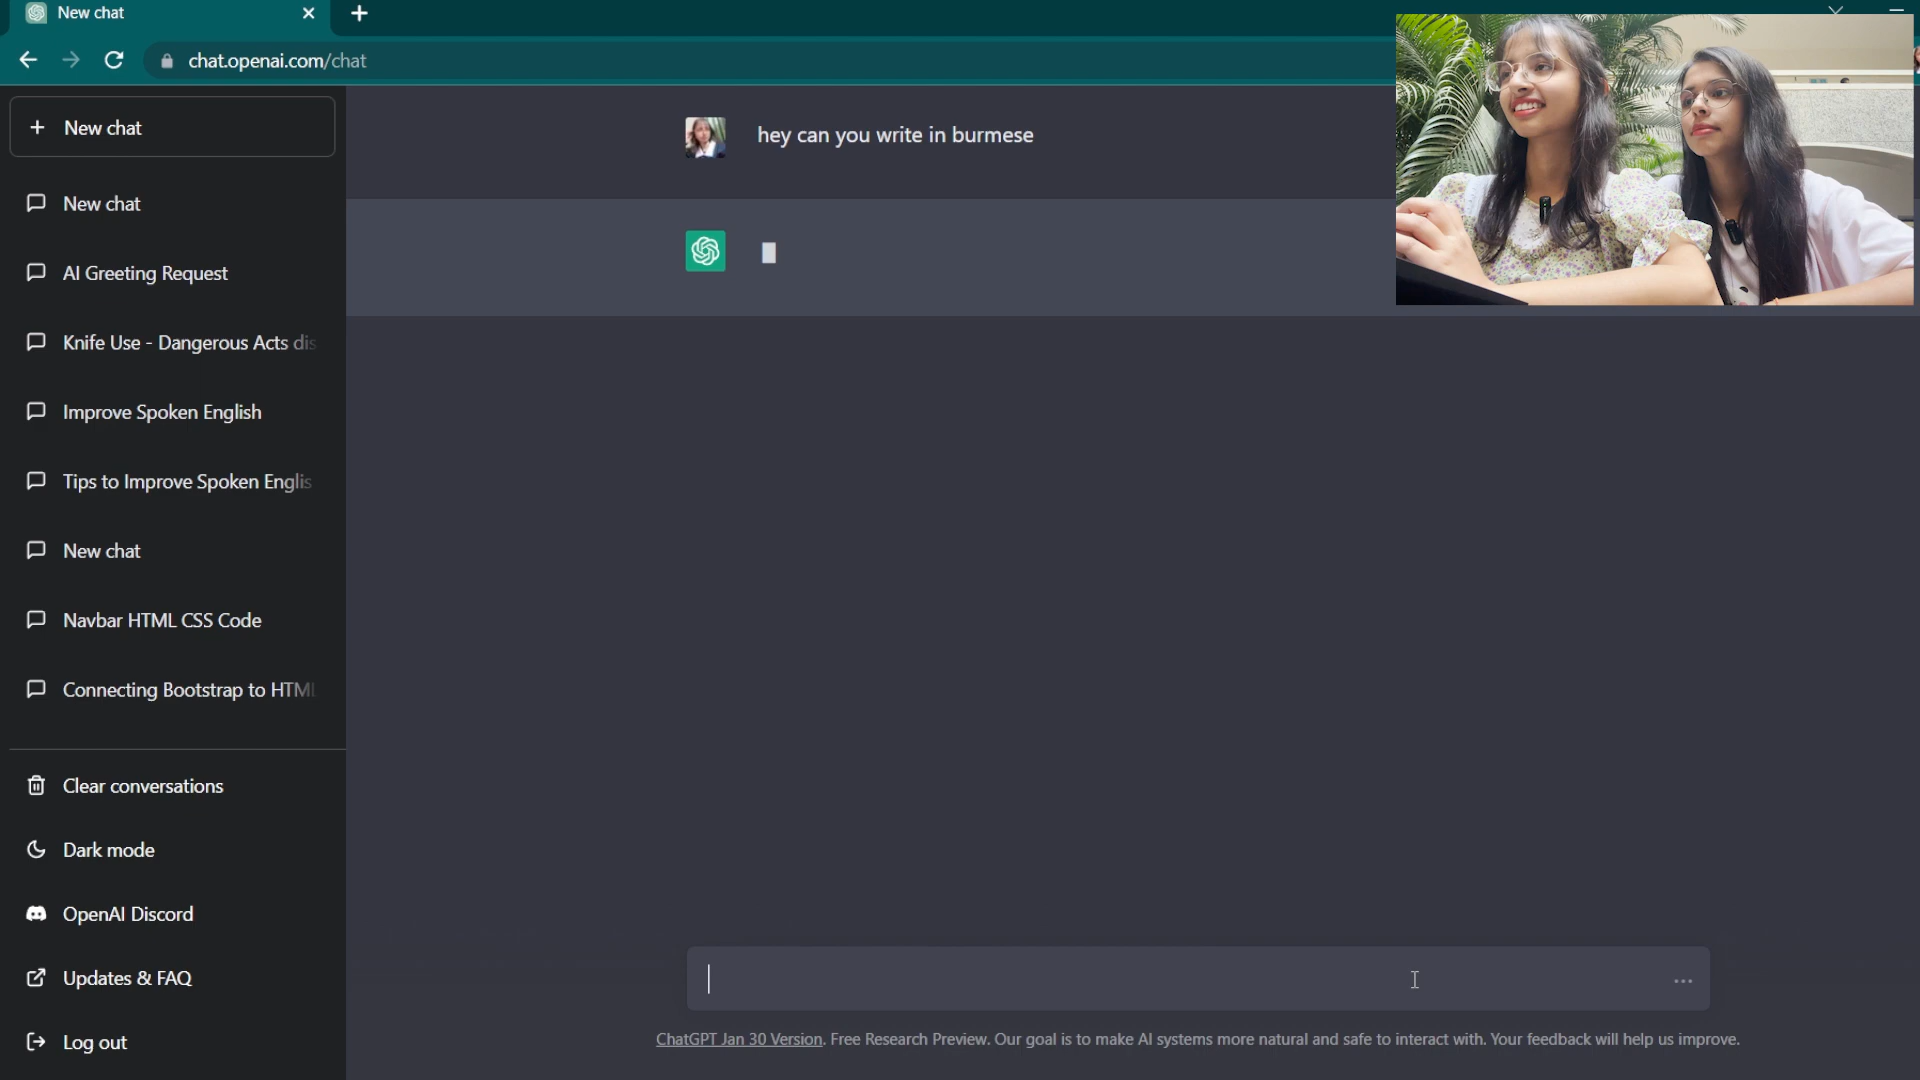 New chat
chat.openai.com/chat
New chat
hey can you write in burmese
New chat
AI Greeting Request
Knife Use - Dangerous Acts dis
Improve Spoken English
Tips to Improve Spoken Englis
New chat
Navbar HTML CSS Code
Connecting Bootstrap to HTML
Clear conversations
Dark mode
OpenAI Discord
Updates & FAQ
Log out
ChatGPT Jan 30 Version. Free Research Preview. Our goal is to make AI systems more natural and safe to interact with. Your feedback will help us improve.